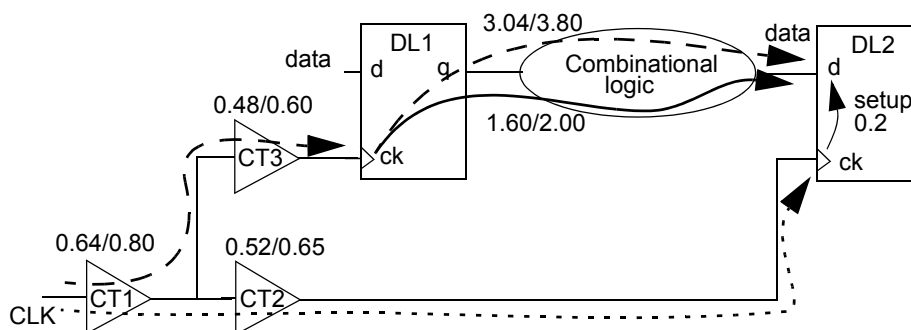 3.04/3.80
data
DL1
DL2
data
d
q
Combinational
logic
d
0.48/0.60
setup
0.2
1.60/2.00
CT3
ck
ck
0.64/0.80
0.52/0.65
CT1
CT2
CLK